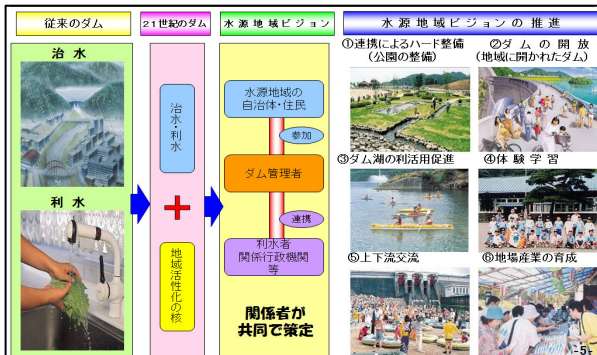 従来のダム
治 水
利 水
21世紀のダム
治水・利水
+
地域活性化の核
水源地域ビジョン
水源地域の
自治体・住民
参加
ダム管理者
連携
利水者
関係行政機関
等
関係者が
共同で策定
水源地域ビジョンの推進
①連携によるハード整備
(公園の整備)
②ダムの開放
(地域に開かれたダム)
③ダム湖の利活用促進
④体験学習
⑤上下流交流
⑥地場産業の育成
-5-